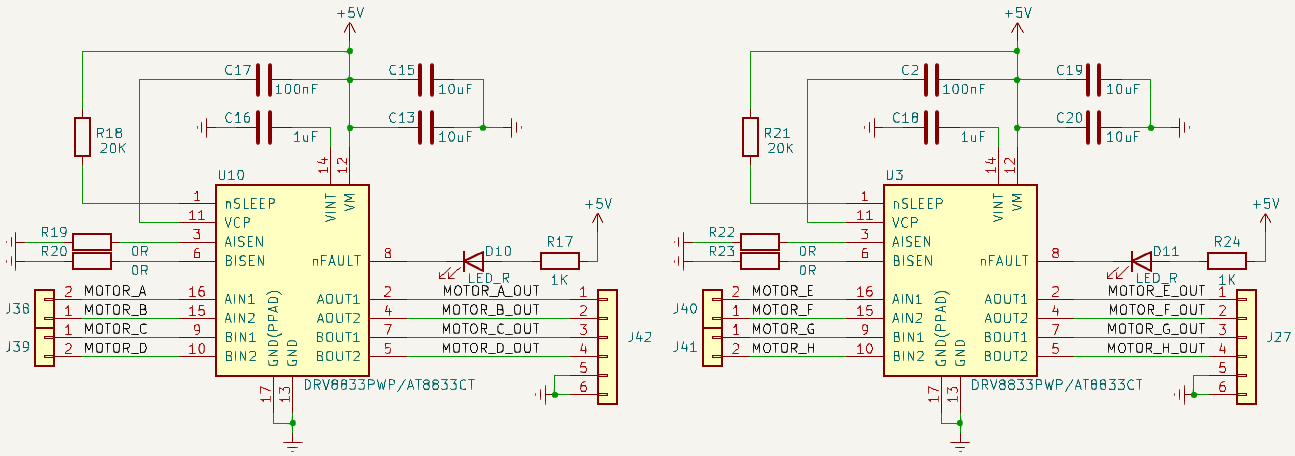 +5V
C17
100nF
C15
10uF
C16
1uF
C13
10uF
R18
20K
14
12
U10
1
nSLEEP
VINT
VM
11
VCP
+5V
R19
0R
3
AISEN
R20
0R
6
BISEN
nFAULT
8
D10
LED_R
R17
1K
J38
2
MOTOR_A
16
AIN1
AOUT1
2
MOTOR_A_OUT
1
1
MOTOR_B
15
AIN2
AOUT2
4
MOTOR_B_OUT
2
J39
1
MOTOR_C
9
BIN1
BOUT1
7
MOTOR_C_OUT
3
J42
2
MOTOR_D
10
BIN2
BOUT2
5
MOTOR_D_OUT
4
5
6
GND(PPAD)
GND
DRV8833PWP/AT8833CT
17
13
+5V
C2
100nF
C19
10uF
C18
1uF
C20
10uF
R21
20K
14
12
U3
1
nSLEEP
VINT
VM
11
VCP
+5V
R22
0R
3
AISEN
R23
0R
6
BISEN
nFAULT
8
D11
LED_R
R24
1K
J40
2
MOTOR_E
16
AIN1
AOUT1
2
MOTOR_E_OUT
1
1
MOTOR_F
15
AIN2
AOUT2
4
MOTOR_F_OUT
2
J41
1
MOTOR_G
9
BIN1
BOUT1
7
MOTOR_G_OUT
3
J27
2
MOTOR_H
10
BIN2
BOUT2
5
MOTOR_H_OUT
4
5
6
GND(PPAD)
GND
DRV8833PWP/AT8833CT
17
13